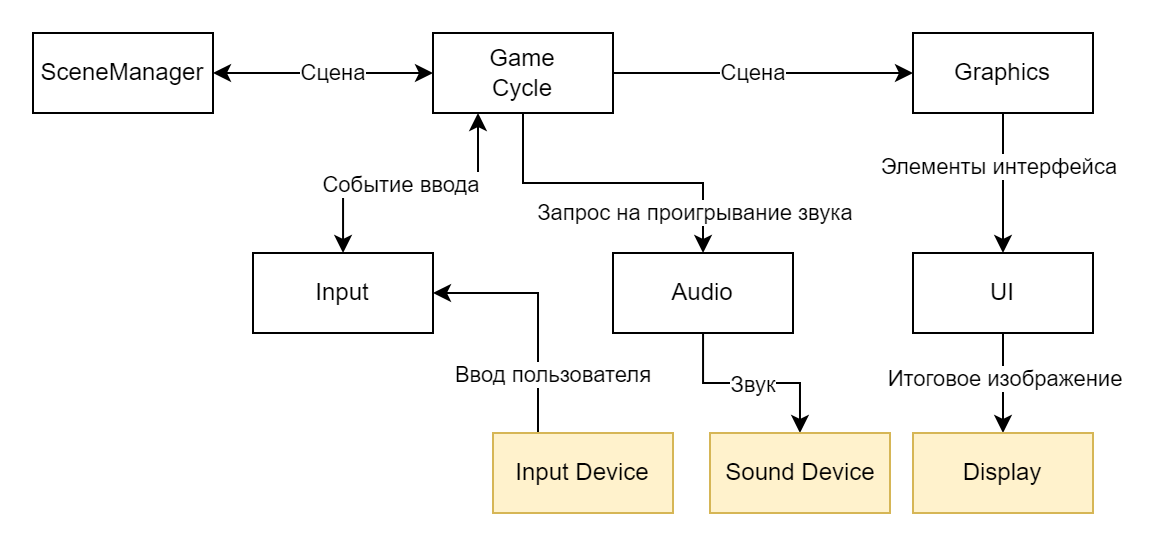 SceneManager
Сцена
Game
Cycle
Сцена
Graphics
Элементы интерфейса
Событие ввода
Запрос на проигрывание звука
Input
Audio
UI
Ввод пользователя
Звук
Итоговое изображение
Input Device
Sound Device
Display